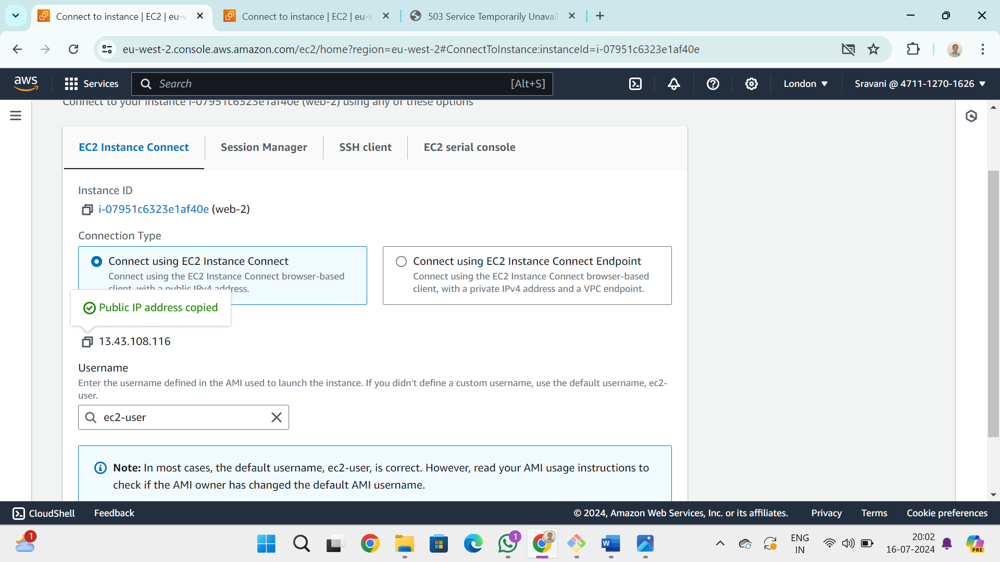 Connect to instance | EC2 | eu-w
Connect to instance | EC2 | eu-w
503 Service Temporarily Unavail
eu-west-2.console.aws.amazon.com/ec2/home?region=eu-west-2#ConnectToInstance:instanceId=i-07951c6323e1af40e
aws
Services
Search
[Alt+S]
London
Sravani @ 4711-1270-1626
Connect to your instance i-07951c6323e1af40e (web-2) using any of these options
EC2 Instance Connect
Session Manager
SSH client
EC2 serial console
Instance ID
i-07951c6323e1af40e (web-2)
Connection Type
Connect using EC2 Instance Connect
Connect using the EC2 Instance Connect browser-based
client, with a public IPv4 address.
Connect using EC2 Instance Connect Endpoint
Connect using the EC2 Instance Connect browser-based
client, with a private IPv4 address and a VPC endpoint.
Public IP address copied
13.43.108.116
Username
Enter the username defined in the AMI used to launch the instance. If you didn't define a custom username, use the default username, ec2-
user.
ec2-user
Note: In most cases, the default username, ec2-user, is correct. However, read your AMI usage instructions to
check if the AMI owner has changed the default AMI username.
CloudShell
Feedback
© 2024, Amazon Web Services, Inc. or its affiliates.
Privacy
Terms
Cookie preferences
1
1
W
ENG
IN
20:02
16-07-2024
PRE